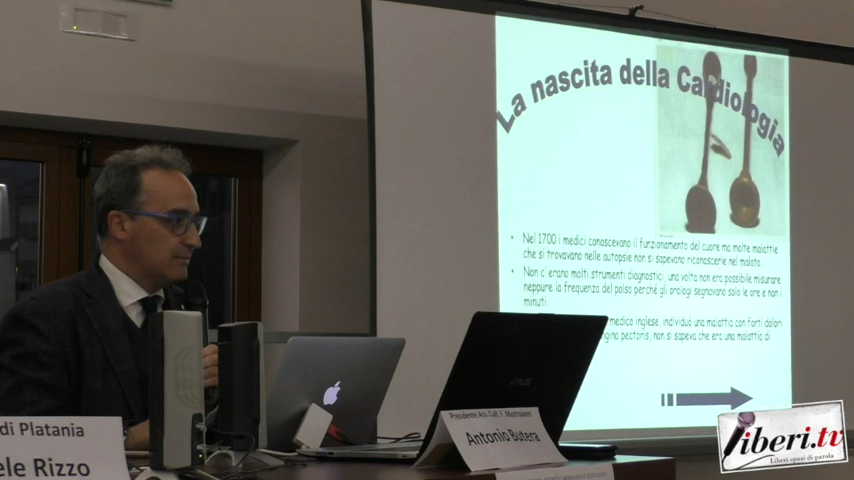 La nascita della Cardiologia
• Nel 1700 i medici conoscevano il funzionamento del cuore ma molte malattie
che si trovavano nelle autopsie non si sapevano riconoscerle nel malato.
• Non c'erano molti strumenti diagnostici, una volta non era possibile misurare
neppure la frequenza del polso perché gli orologi segnavano solo le ore e non i
minuti
medico inglese, individuò una malattia con forti dolori
angina pectoris, non si sapeva che era una malattia di
ASUS
Presidente Ass. Cult. F. Mastroianni
Antonio Butera
di Platania
ele Rizzo
liberi.tv
Liberi spazi di parola